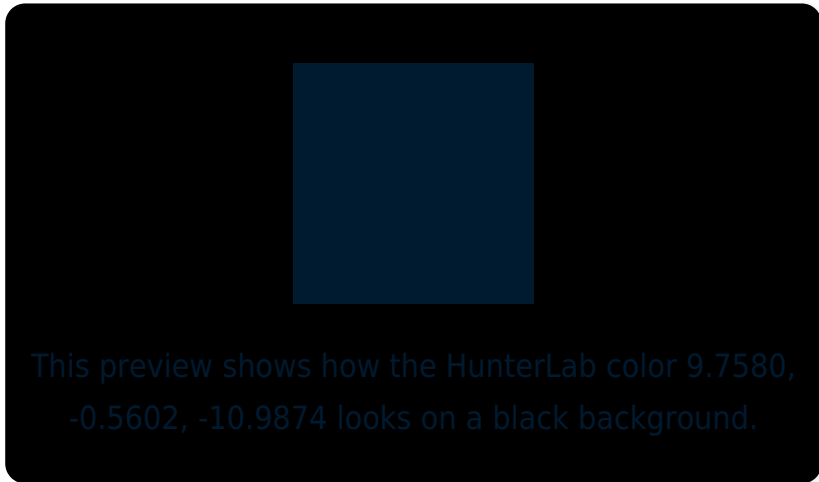 This preview shows how the HunterLab color 9.7580,
-0.5602, -10.9874 looks on a black background.